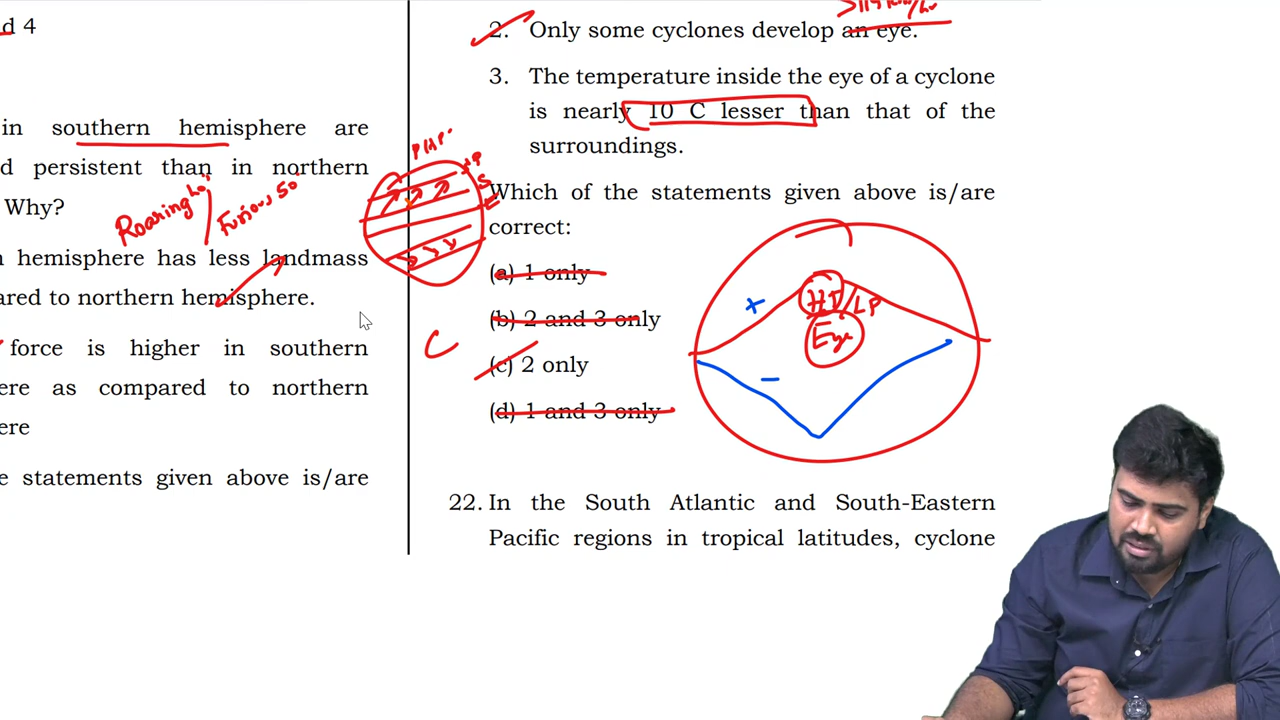 d 4
in southern hemisphere are
d persistent than in northern
Why?
Roaring 40
Furious 50
hemisphere has less landmass
ared to northern hemisphere.
force is higher in southern
ere as compared to northern
ere
e statements given above is/are
2. Only some cyclones develop an eye.
3. The temperature inside the eye of a cyclone
is nearly 10 C lesser than that of the
surroundings.
Which of the statements given above is/are
correct:
(a) 1 only
(b) 2 and 3 only
C
(c) 2 only
(d) 1 and 3 only
+
HP/LP
Eye
-
22. In the South Atlantic and South-Eastern
Pacific regions in tropical latitudes, cyclone